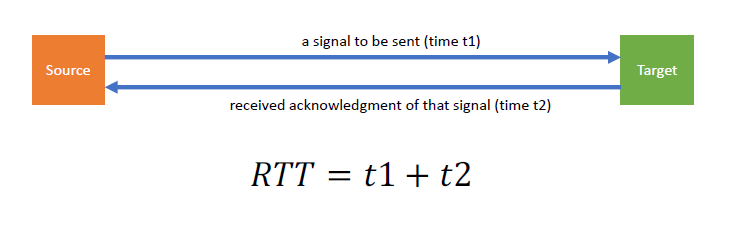 a signal to be sent (time t1)
Source
Target
received acknowledgment of that signal (time t2)
RTT = t1 + t2